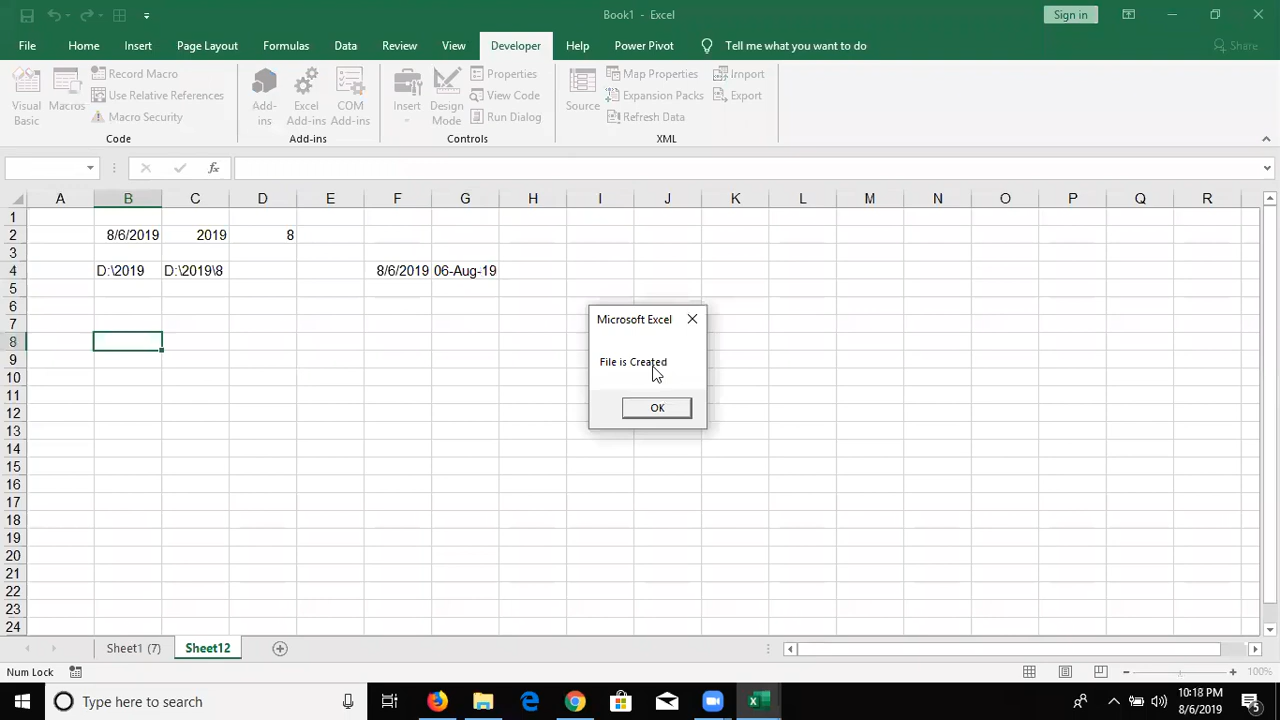 Book1 - Excel
Sign in
File Home Insert Page Layout Formulas Data Review View Developer Help Power Pivot Tell me what you want to do Share
Visual Basic
Macros
Record Macro
Use Relative References
Macro Security
Code
Add-ins
Excel Add-ins
COM Add-ins
Add-ins
Insert
Design Mode
Properties
View Code
Run Dialog
Controls
Source
Map Properties
Expansion Packs
Refresh Data
Import
Export
XML
fx
A B C D E F G H I J K L M N O P Q R
1
2 8/6/2019 2019 8
3
4 D:\2019 D:\2019\8 8/6/2019 06-Aug-19
5
6
7
8
9
10
11
12
13
14
15
16
17
18
19
20
21
22
23
24
Microsoft Excel
File is Created
OK
Sheet1 (7) Sheet12
Num Lock
100%
Type here to search
10:18 PM
8/6/2019
5